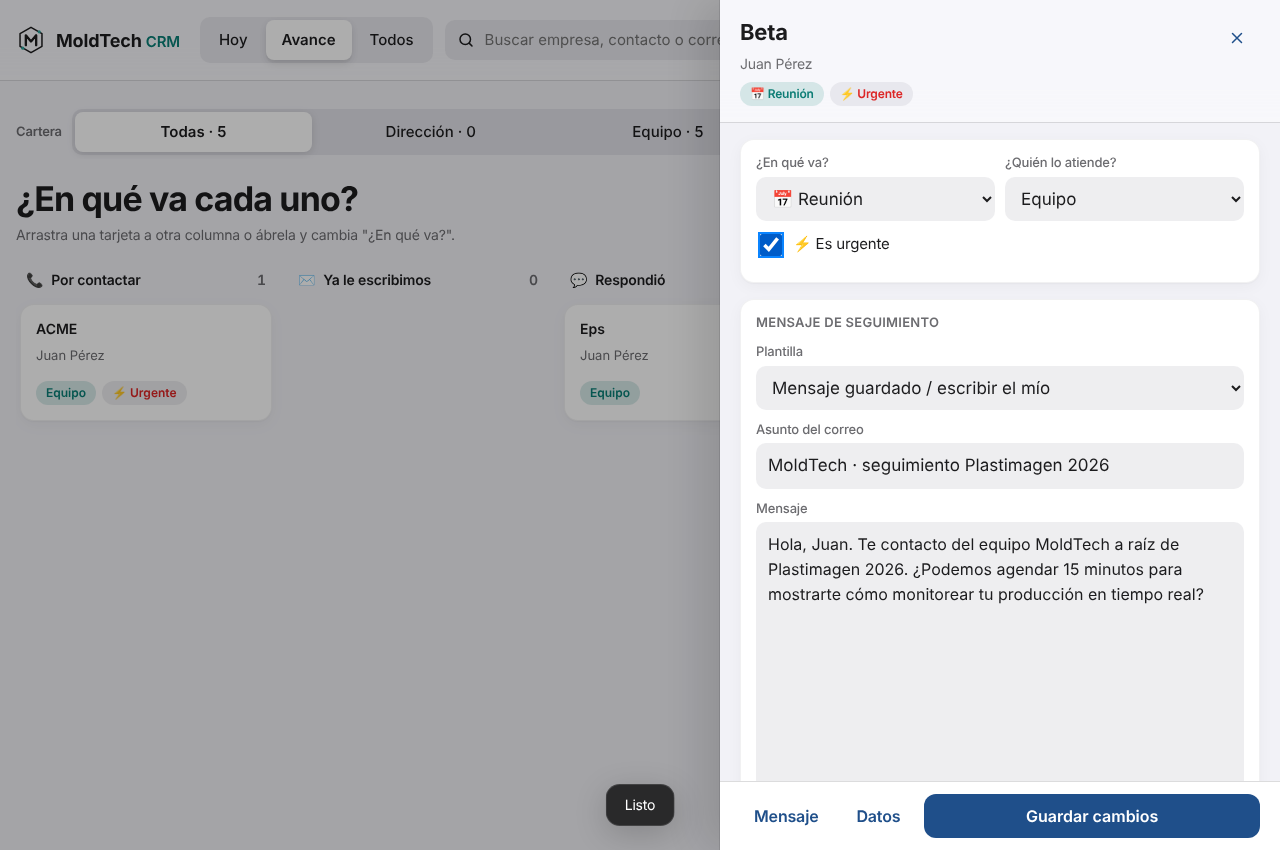 MoldTech CRM
Hoy
Avance
Todos
Buscar empresa, contacto o corre
Cartera
Todas · 5
Dirección · 0
Equipo · 5
¿En qué va cada uno?
Arrastra una tarjeta a otra columna o ábrela y cambia "¿En qué va?".
📞 Por contactar 1
✉️ Ya le escribimos 0
💬 Respondió
ACME
Juan Pérez
Equipo ⚡ Urgente
Eps
Juan Pérez
Equipo
Listo
Beta
Juan Pérez
📅 Reunión ⚡ Urgente
¿En qué va?
📅 Reunión
¿Quién lo atiende?
Equipo
⚡ Es urgente
MENSAJE DE SEGUIMIENTO
Plantilla
Mensaje guardado / escribir el mío
Asunto del correo
MoldTech · seguimiento Plastimagen 2026
Mensaje
Hola, Juan. Te contacto del equipo MoldTech a raíz de
Plastimagen 2026. ¿Podemos agendar 15 minutos para
mostrarte cómo monitorear tu producción en tiempo real?
Mensaje
Datos
Guardar cambios